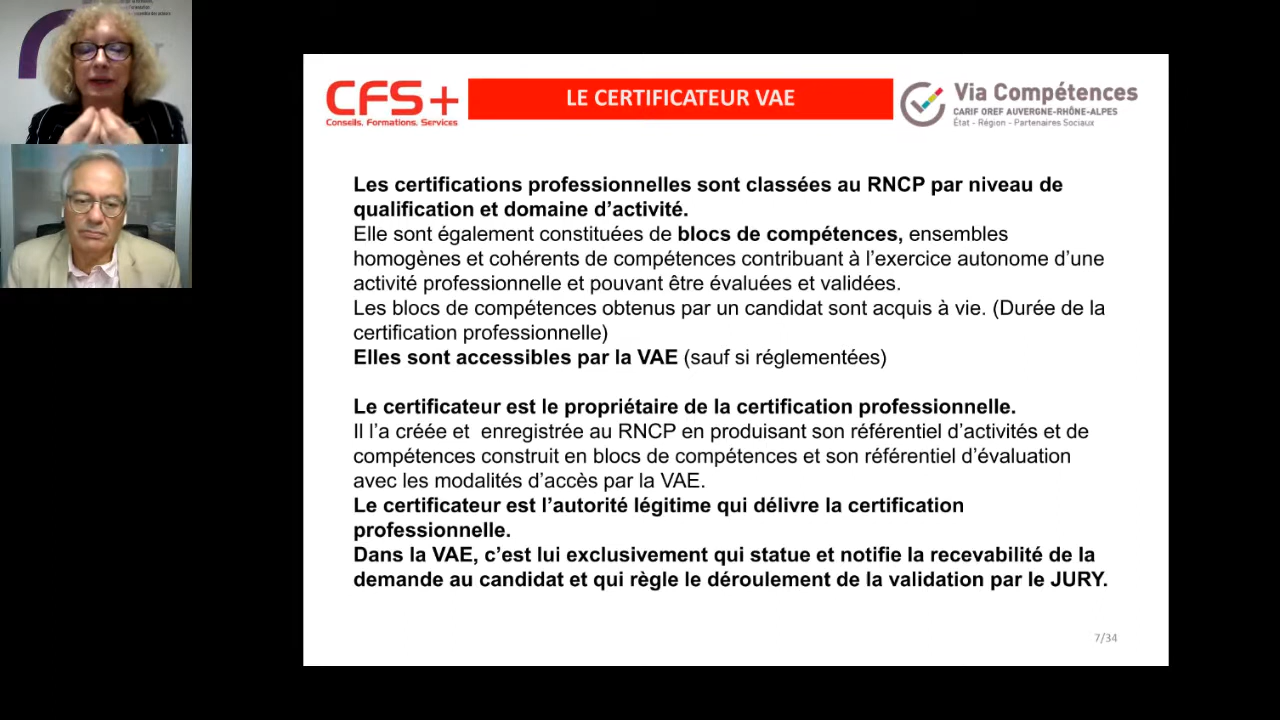 CFS+
Conseils, Formations, Services
LE CERTIFICATEUR VAE
Via Compétences
CARIF OREF AUVERGNE-RHÔNE-ALPES
État - Région - Partenaires Sociaux
Les certifications professionnelles sont classées au RNCP par niveau de
qualification et domaine d’activité.
Elle sont également constituées de blocs de compétences, ensembles
homogènes et cohérents de compétences contribuant à l’exercice autonome d’une
activité professionnelle et pouvant être évaluées et validées.
Les blocs de compétences obtenus par un candidat sont acquis à vie. (Durée de la
certification professionnelle)
Elles sont accessibles par la VAE (sauf si réglementées)
Le certificateur est le propriétaire de la certification professionnelle.
Il l’a créée et  enregistrée au RNCP en produisant son référentiel d’activités et de
compétences construit en blocs de compétences et son référentiel d’évaluation
avec les modalités d’accès par la VAE.
Le certificateur est l’autorité légitime qui délivre la certification
professionnelle.
Dans la VAE, c’est lui exclusivement qui statue et notifie la recevabilité de la
demande au candidat et qui règle le déroulement de la validation par le JURY.
7/34